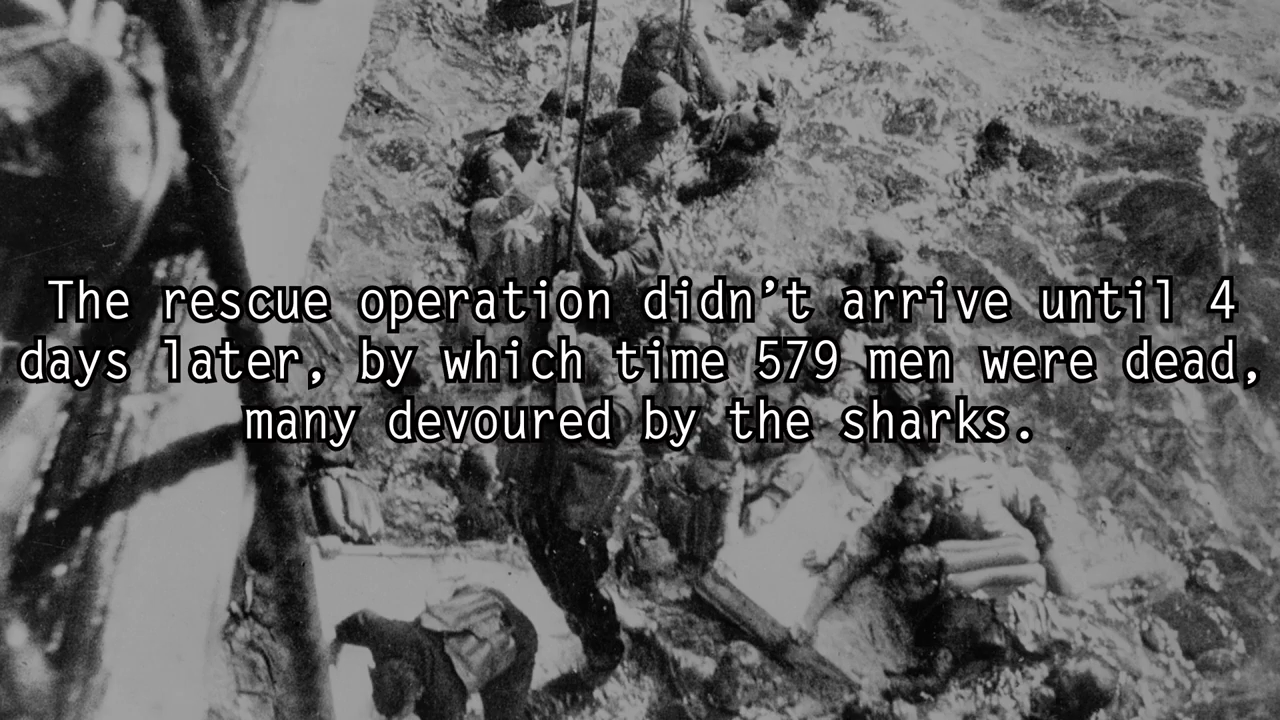 The rescue operation didn’t arrive until 4
days later, by which time 579 men were dead,
many devoured by the sharks.